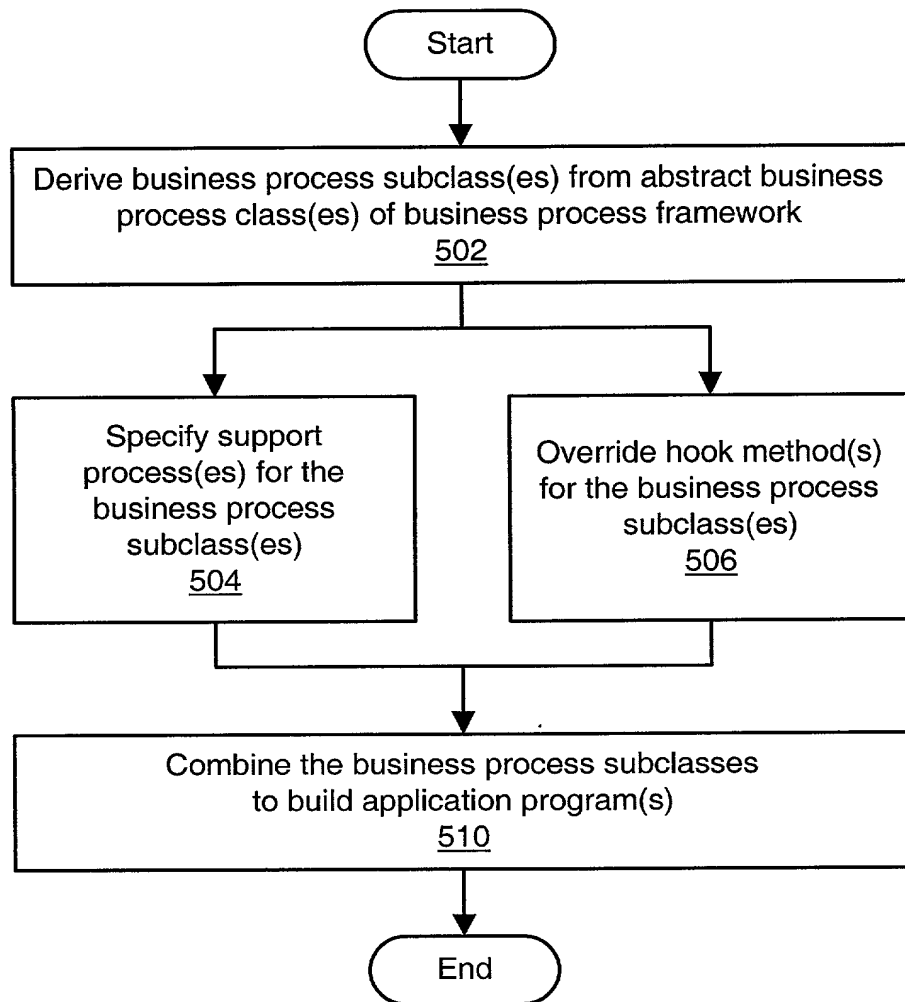 Start
Derive business process subclass(es) from abstract business
process class(es) of business process framework
502
Specify support
process(es) for the
business process
subclass(es)
504
Override hook method(s)
for the business process
subclass(es)
506
Combine the business process subclasses
to build application program(s)
510
End